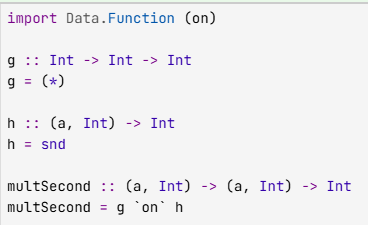 import Data.Function (on)
g :: Int -> Int -> Int
g = (*)
h :: (a, Int) -> Int
h = snd
multSecond :: (a, Int) -> (a, Int) -> Int
multSecond = g `on` h